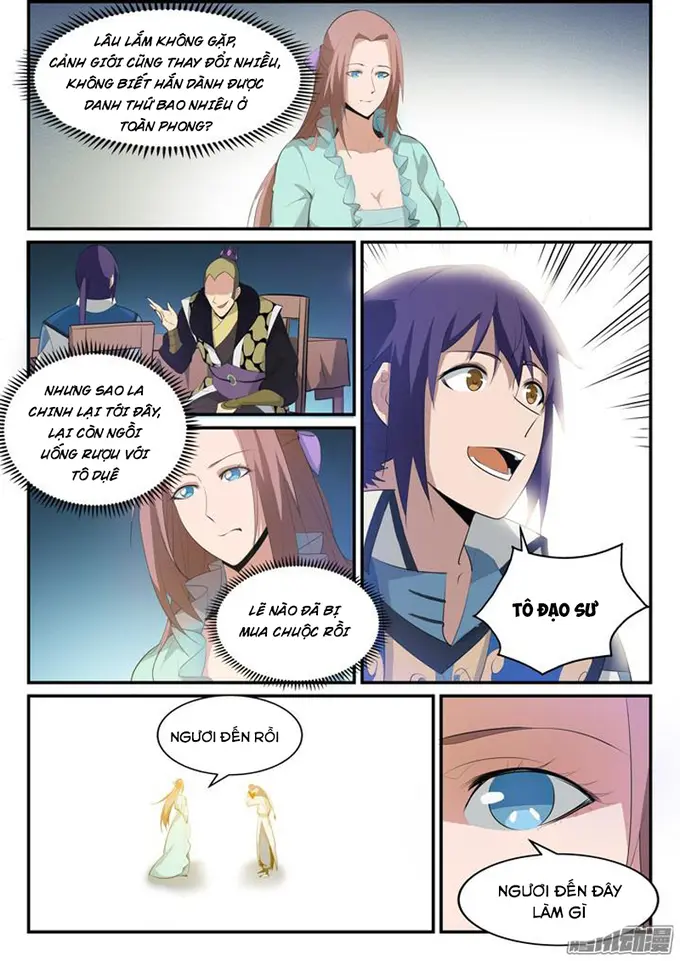 LÂU LẮM KHÔNG GẶP,
CẢNH GIỚI CŨNG THAY ĐỔI NHIỀU,
KHÔNG BIẾT HẮN DÀNH ĐƯỢC
DANH THỨ BAO NHIÊU Ở
TOÀN PHONG?
NHƯNG SAO LA
CHINH LẠI TỚI ĐÂY,
LẠI CÒN NGỒI
UỐNG RƯỢU VỚI
TÔ DUÊ
LẼ NÀO ĐÃ BỊ
MUA CHUỘC RỒI
TÔ ĐẠO SƯ
NGƯƠI ĐẾN RỒI
NGƯƠI ĐẾN ĐÂY
LÀM GÌ